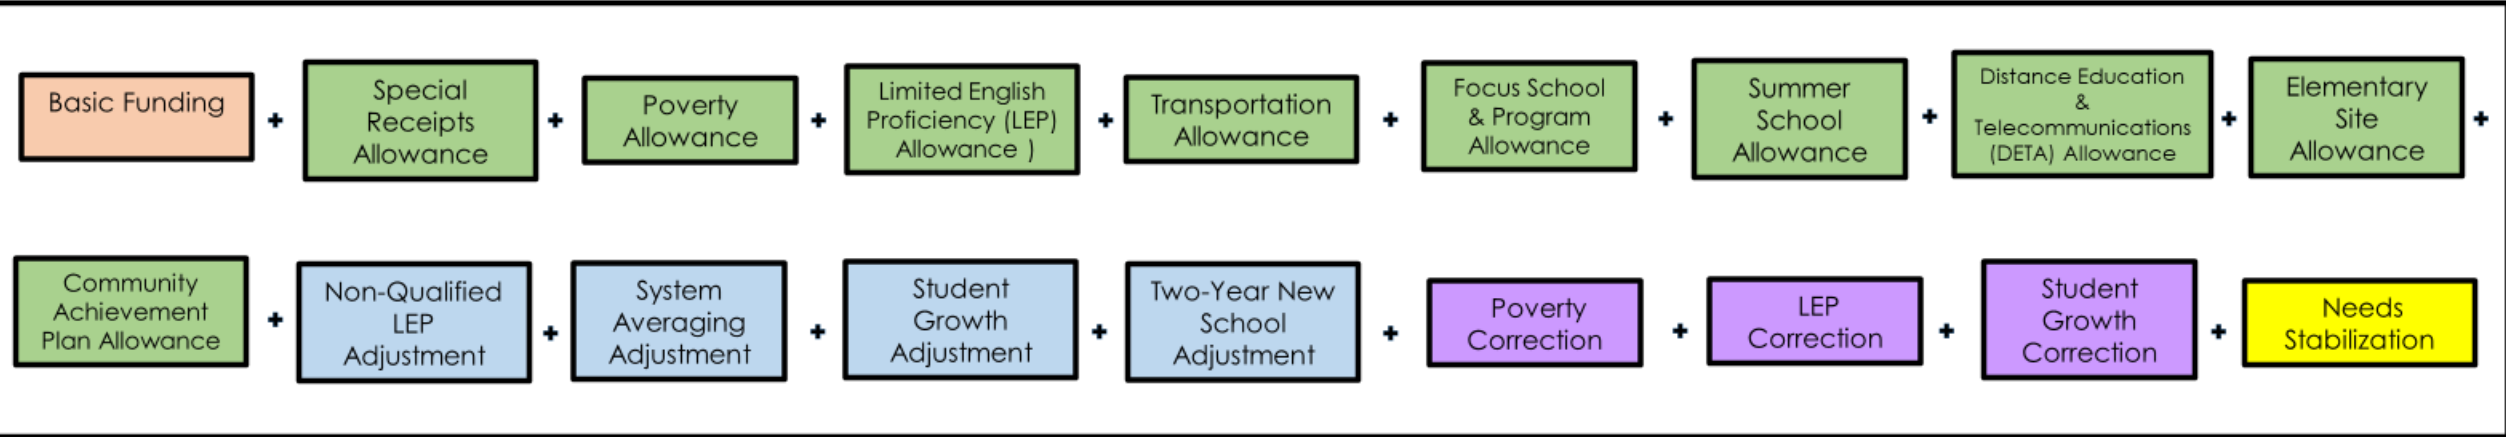 Basic Funding
+
Special
Receipts
Allowance
+
Poverty
Allowance
+
Limited English
Proficiency (LEP)
Allowance )
+
Transportation
Allowance
+
Focus School
& Program
Allowance
+
Summer
School
Allowance
+
Distance Education
&
Telecommunications
(DETA) Allowance
+
Elementary
Site
Allowance
+
Community
Achievement
Plan Allowance
+
Non-Qualified
LEP
Adjustment
+
System
Averaging
Adjustment
+
Student
Growth
Adjustment
+
Two-Year New
School
Adjustment
+
Poverty
Correction
+
LEP
Correction
+
Student
Growth
Correction
+
Needs
Stabilization